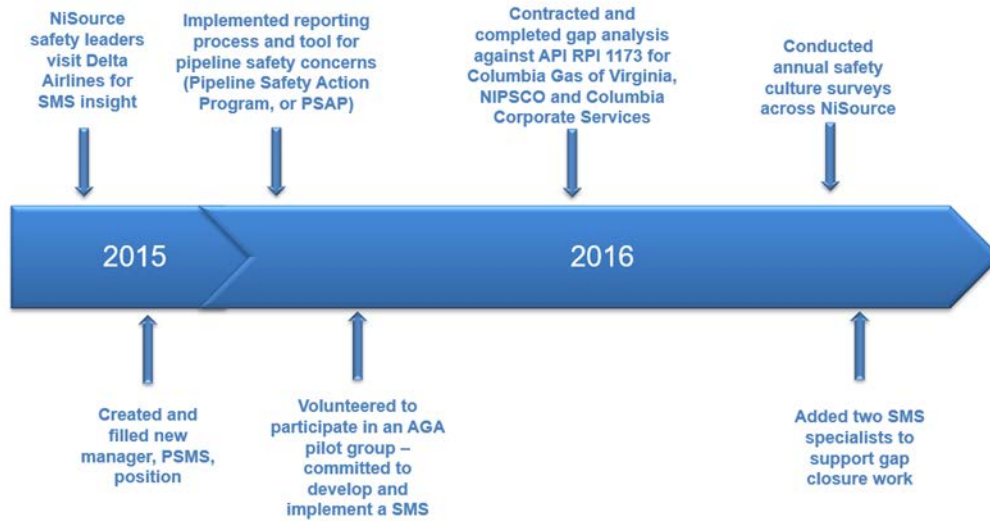 NiSource
safety leaders
visit Delta
Airlines for
SMS insight
Implemented reporting
process and tool for
pipeline safety concerns
(Pipeline Safety Action
Program, or PSAP)
Contracted and
completed gap analysis
against API RPI 1173 for
Columbia Gas of Virginia,
NIPSCO and Columbia
Corporate Services
Conducted
annual safety
culture surveys
across NiSource
2015
2016
Created and
filled new
manager, PSMS,
position
Volunteered to
participate in an AGA
pilot group –
committed to
develop and
implement a SMS
Added two SMS
specialists to
support gap
closure work